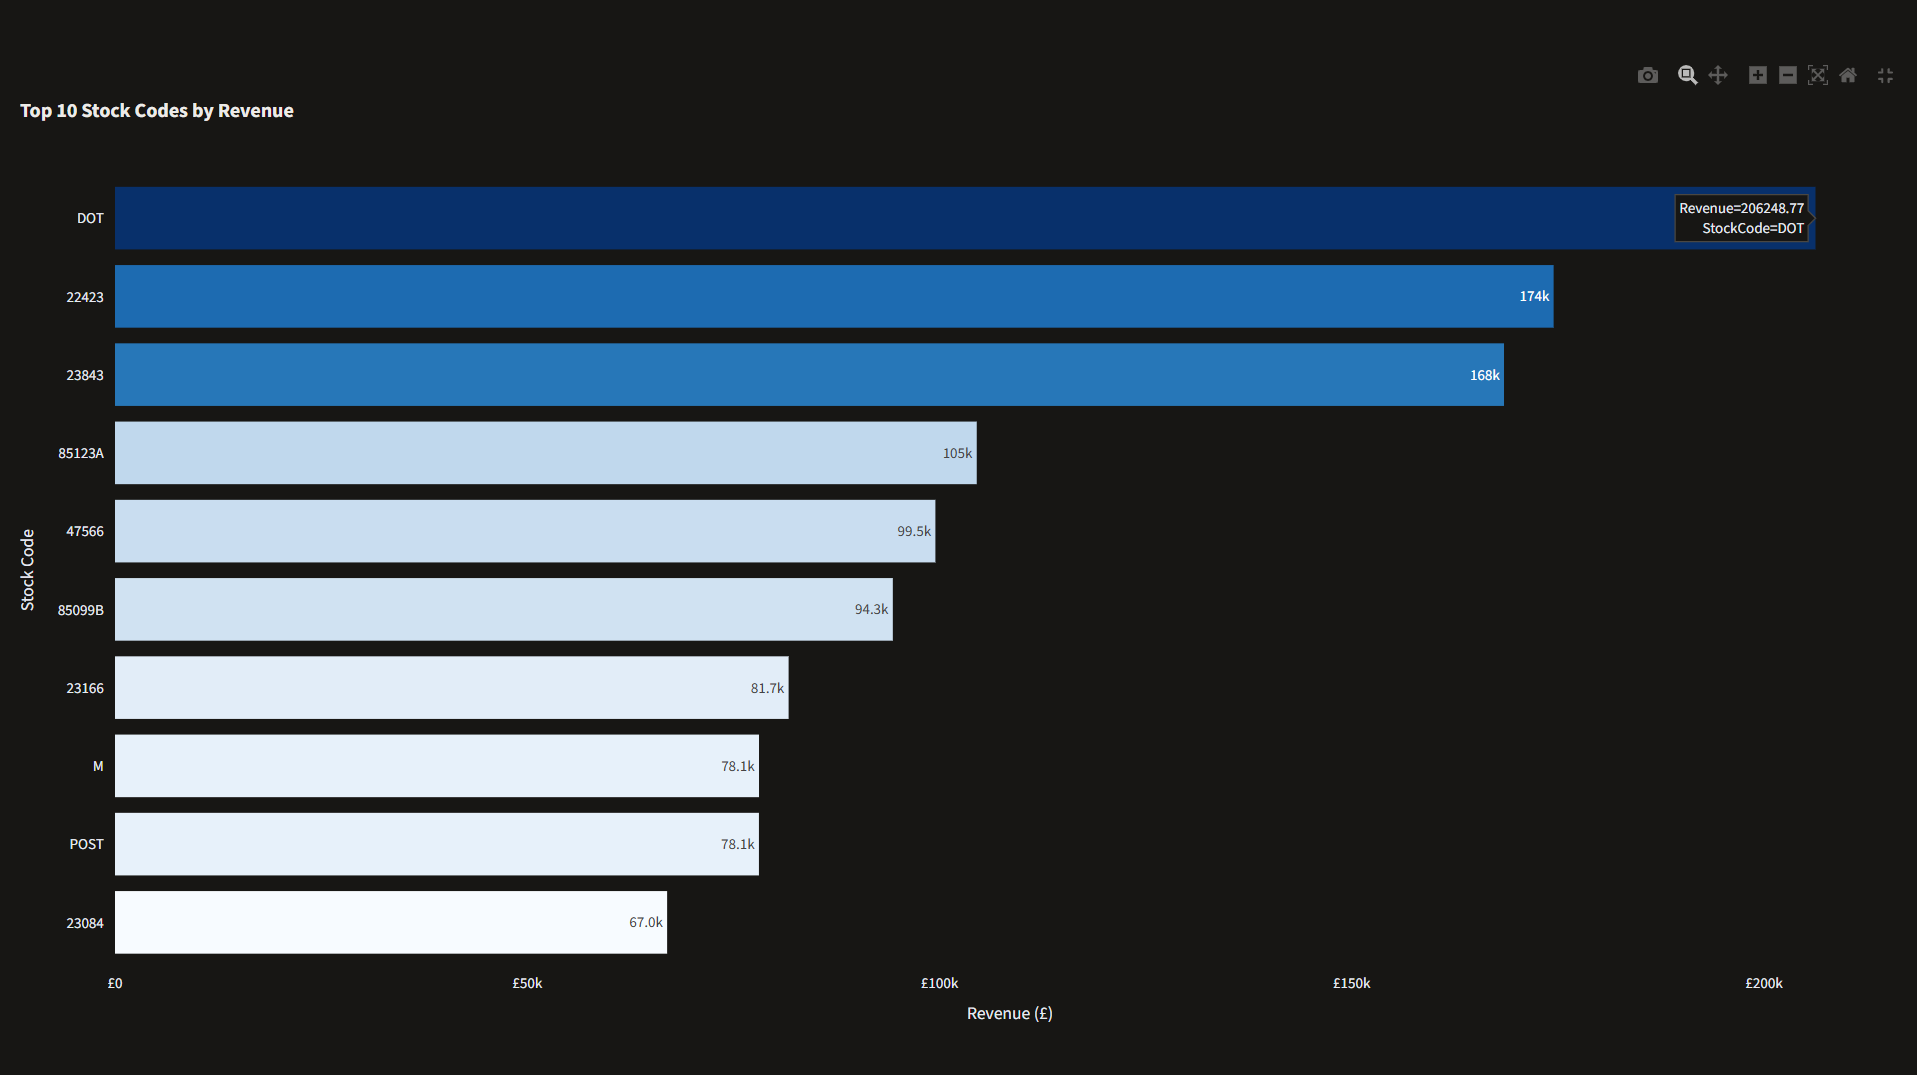 Top 10 Stock Codes by Revenue
DOT
Revenue=206248.77
StockCode=DOT
22423
174k
23843
168k
85123A
105k
47566
99.5k
85099B
94.3k
23166
81.7k
M
78.1k
POST
78.1k
23084
67.0k
Stock Code
£0
£50k
£100k
£150k
£200k
Revenue (£)